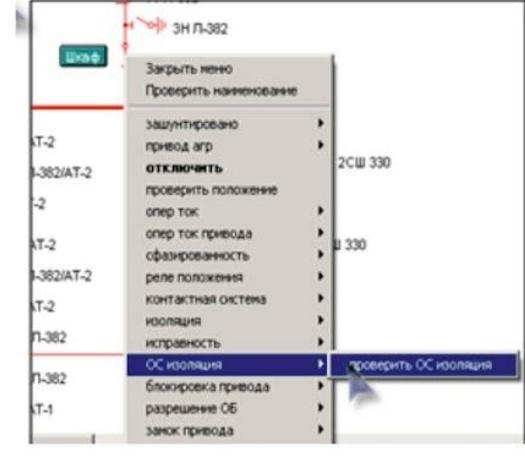 ЗН Л-382
Шкаф
Закрыть меню
Проверить наименование
зашунтировано
АТ-2
привод агр
2СШ 330
Л-382/АТ-2
отключить
проверить положение
-2
опер ток
опер ток привода
АТ-2
Ш 330
сфазированность
Л-382/АТ-2
реле положения
АТ-2
контактная система
изоляция
Л-382
исправность
ОС изоляция
проверить ОС изоляция
Л-382
блокировка привода
АТ-1
разрешение ОБ
замок привода